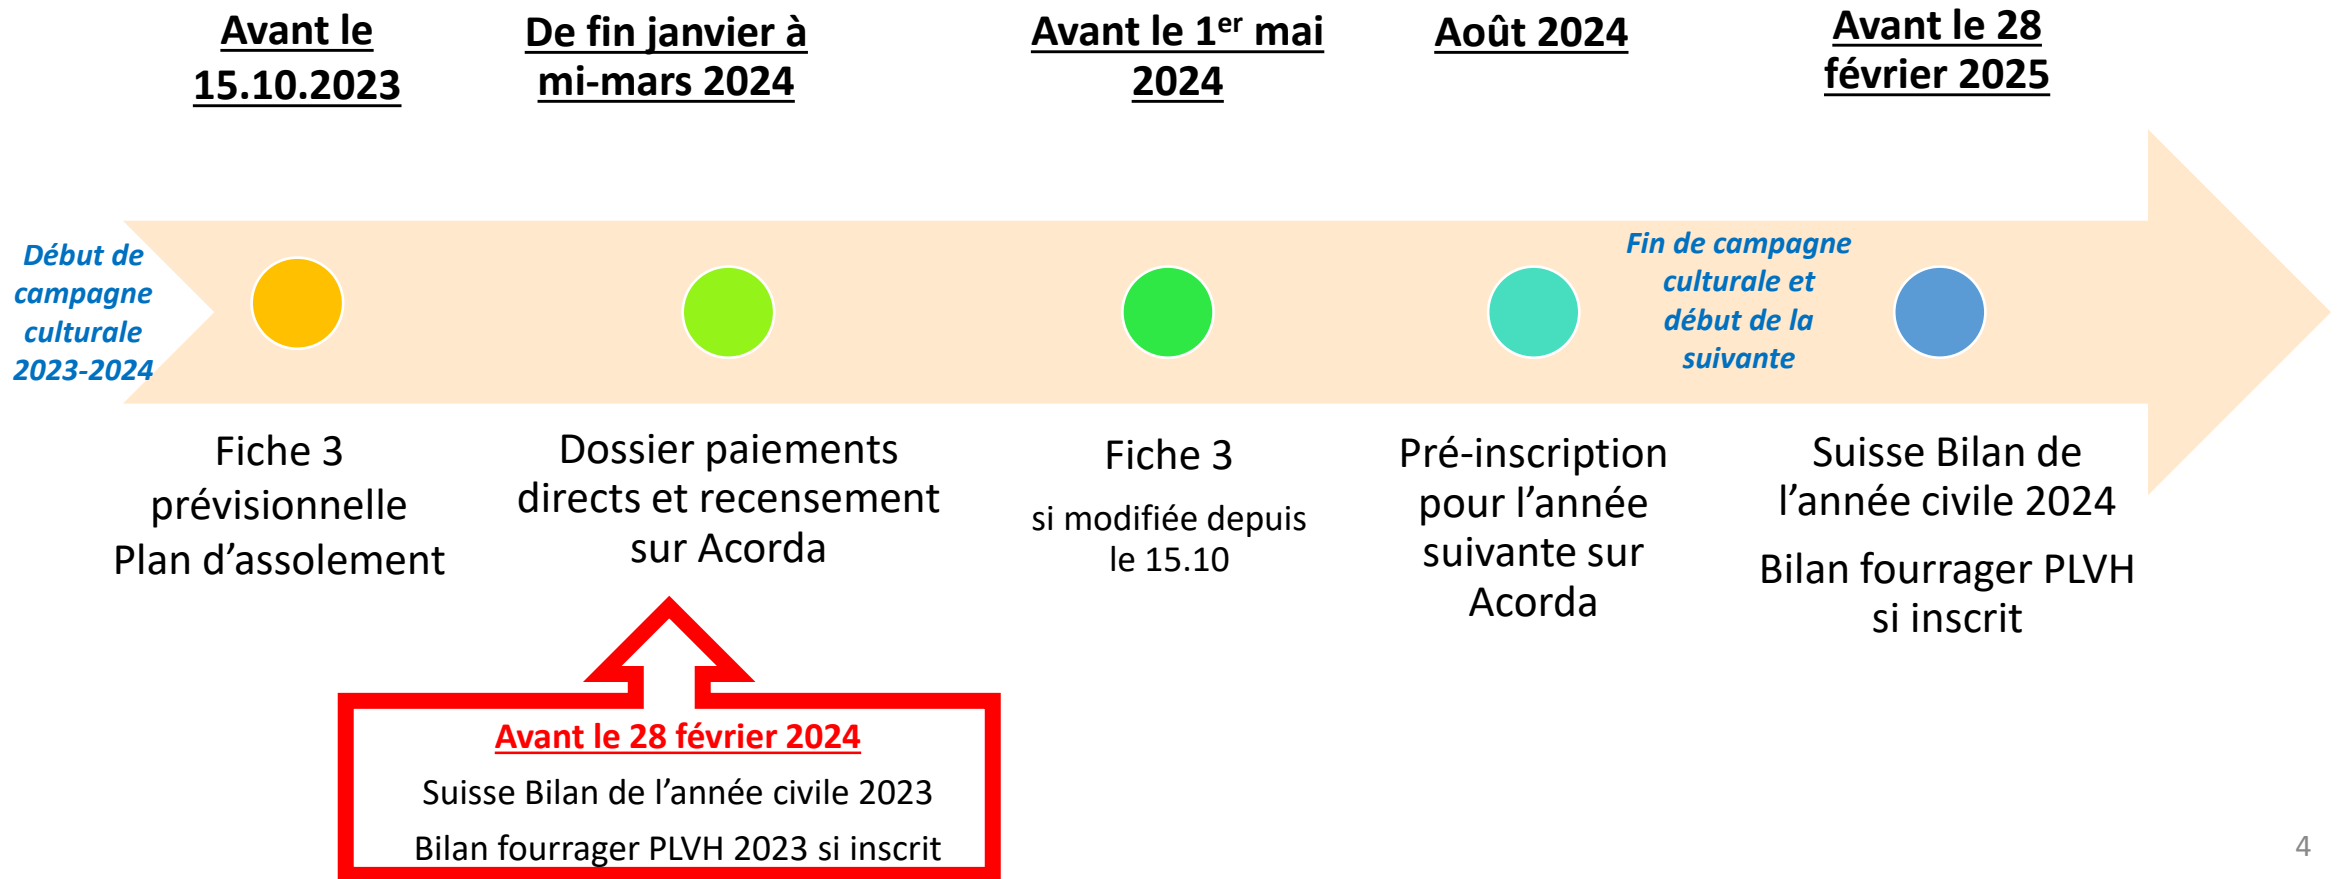 Avant le
15.10.2023
De fin janvier à
mi-mars 2024
Avant le 1er mai
2024
Août 2024
Avant le 28
février 2025
Début de
campagne
culturale
2023-2024
Fin de campagne
culturale et
début de la
suivante
Fiche 3
prévisionnelle
Plan d’assolement
Dossier paiements
directs et recensement
sur Acorda
Fiche 3
si modifiée depuis
le 15.10
Pré-inscription
pour l’année
suivante sur
Acorda
Suisse Bilan de
l’année civile 2024
Bilan fourrager PLVH
si inscrit
Avant le 28 février 2024
Suisse Bilan de l’année civile 2023
Bilan fourrager PLVH 2023 si inscrit
4